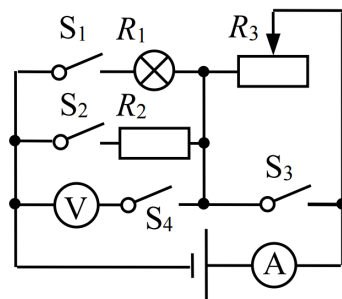 S₁ R₁ R₃
S₂ R₂
S₃
V S₄
A